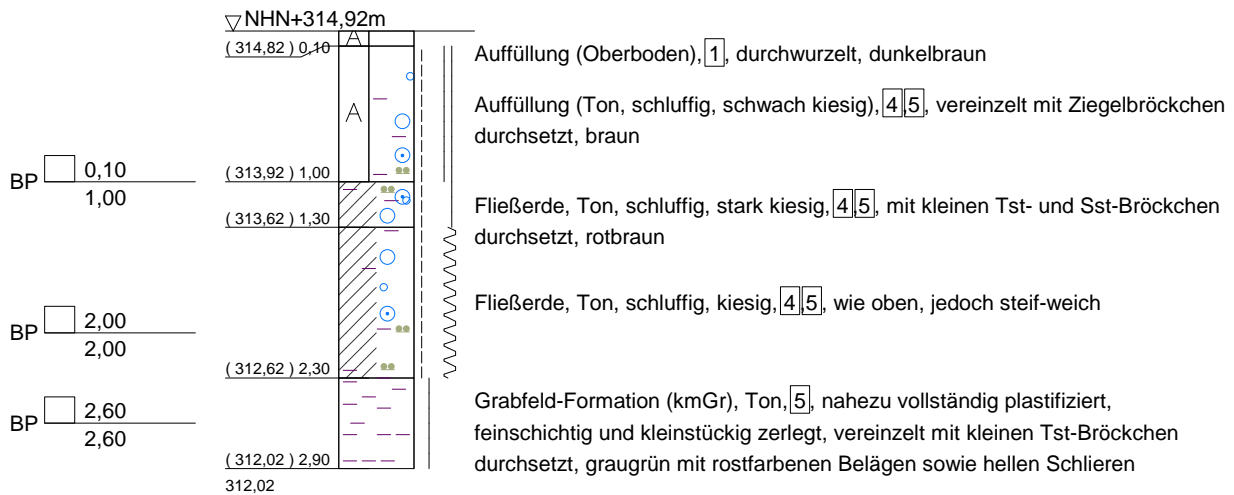 NHN+314,92m
A
( 314,82 ) 0,10
Auffüllung (Oberboden), 1, durchwurzelt, dunkelbraun
A
Auffüllung (Ton, schluffig, schwach kiesig), 4 5, vereinzelt mit Ziegelbröckchen
durchsetzt, braun
BP 0,10
1,00
( 313,92 ) 1,00
( 313,62 ) 1,30
Fließerde, Ton, schluffig, stark kiesig, 4 5, mit kleinen Tst- und Sst-Bröckchen
durchsetzt, rotbraun
Fließerde, Ton, schluffig, kiesig, 4 5, wie oben, jedoch steif-weich
BP 2,00
2,00
( 312,62 ) 2,30
BP 2,60
2,60
Grabfeld-Formation (kmGr), Ton, 5, nahezu vollständig plastifiziert,
feinschichtig und kleinstückig zerlegt, vereinzelt mit kleinen Tst-Bröckchen
durchsetzt, graugrün mit rostfarbenen Belägen sowie hellen Schlieren
( 312,02 ) 2,90
312,02